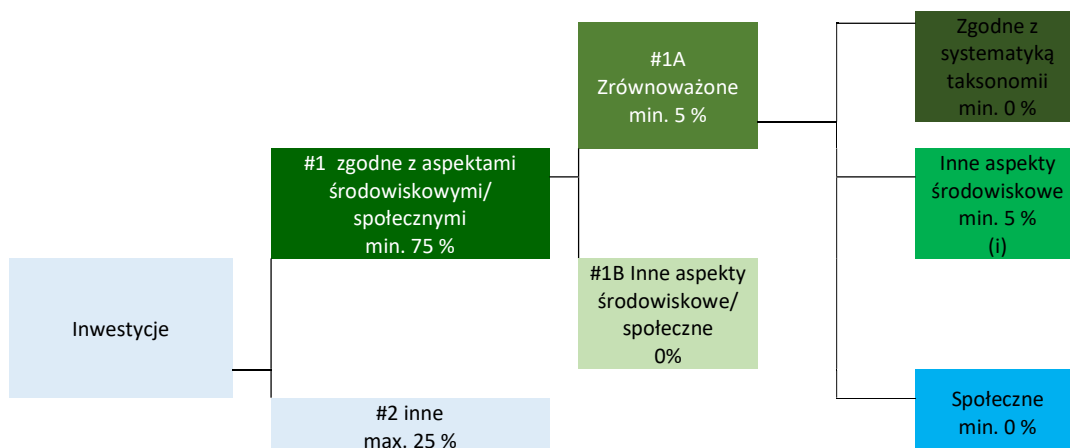 Inwestycje
#1 zgodne z aspektami
środowiskowymi/
społecznymi
min. 75 %
#2 inne
max. 25 %
#1A
Zrównoważone
min. 5 %
#1B Inne aspekty
środowiskowe/
społeczne
0%
Zgodne z
systematyką
taksonomii
min. 0 %
Inne aspekty
środowiskowe
min. 5 %
(i)
Społeczne
min. 0 %